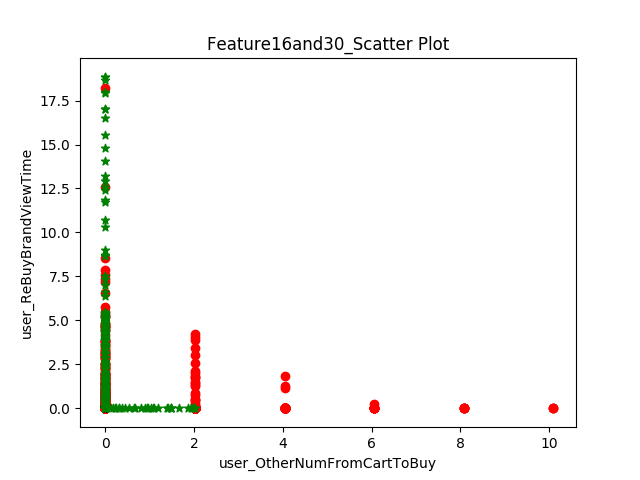 Feature16and30_Scatter Plot
17.5
15.0
12.5
10.0
7.5
5.0
2.5
0.0
user_ReBuyBrandViewTime
0 2 4 6 8 10
user_OtherNumFromCartToBuy